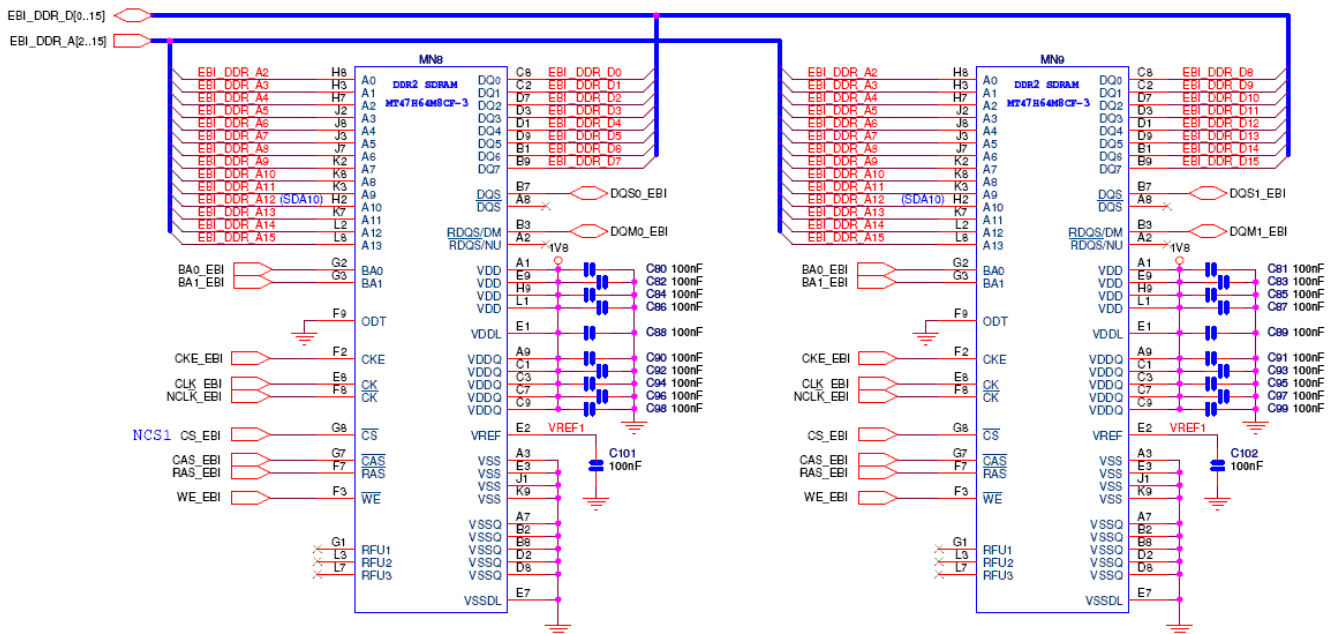 EBI_DDR_D[0..15]
EBI_DDR_A[2..15]
MN8
DDR2 SDRAM
MT47H64M8CF-3
EBI_DDR_A2 H8 A0
EBI_DDR_A3 H3 A1
EBI_DDR_A4 H7 A2
EBI_DDR_A5 J2 A3
EBI_DDR_A6 J8 A4
EBI_DDR_A7 J3 A5
EBI_DDR_A8 J7 A6
EBI_DDR_A9 K2 A7
EBI_DDR_A10 K8 A8
EBI_DDR_A11 K3 A9
EBI_DDR_A12 (SDA10) H2 A10
EBI_DDR_A13 K7 A11
EBI_DDR_A14 L2 A12
EBI_DDR_A15 L8 A13
BA0_EBI G2 BA0
BA1_EBI G3 BA1
F9 ODT
CKE_EBI F2 CKE
CLK_EBI E8 CK
NCLK_EBI F8 CK
NCS1 CS_EBI G8 CS
CAS_EBI G7 CAS
RAS_EBI F7 RAS
WE_EBI F3 WE
G1 RFU1
L3 RFU2
L7 RFU3
DQ0 C8 EBI_DDR_D0
DQ1 C2 EBI_DDR_D1
DQ2 D7 EBI_DDR_D2
DQ3 D3 EBI_DDR_D3
DQ4 D1 EBI_DDR_D4
DQ5 D9 EBI_DDR_D5
DQ6 B1 EBI_DDR_D6
DQ7 B9 EBI_DDR_D7
DQS B7 DQS0_EBI
DQS A8
RDQS/DM B3 DQM0_EBI
RDQS/NU A2
1V8
VDD A1 C80 100nF
VDD E9 C82 100nF
VDD H9 C84 100nF
VDD L1 C86 100nF
VDDL E1 C88 100nF
VDDQ A9 C90 100nF
VDDQ C1 C92 100nF
VDDQ C3 C94 100nF
VDDQ C7 C96 100nF
VDDQ C9 C98 100nF
VREF E2 VREF1
C101
100nF
VSS A3
VSS E3
VSS J1
VSS K9
VSSQ A7
VSSQ B2
VSSQ B8
VSSQ D2
VSSQ D8
VSSDL E7
MN9
DDR2 SDRAM
MT47H64M8CF-3
EBI_DDR_A2 H8 A0
EBI_DDR_A3 H3 A1
EBI_DDR_A4 H7 A2
EBI_DDR_A5 J2 A3
EBI_DDR_A6 J8 A4
EBI_DDR_A7 J3 A5
EBI_DDR_A8 J7 A6
EBI_DDR_A9 K2 A7
EBI_DDR_A10 K8 A8
EBI_DDR_A11 K3 A9
EBI_DDR_A12 (SDA10) H2 A10
EBI_DDR_A13 K7 A11
EBI_DDR_A14 L2 A12
EBI_DDR_A15 L8 A13
BA0_EBI G2 BA0
BA1_EBI G3 BA1
F9 ODT
CKE_EBI F2 CKE
CLK_EBI E8 CK
NCLK_EBI F8 CK
CS_EBI G8 CS
CAS_EBI G7 CAS
RAS_EBI F7 RAS
WE_EBI F3 WE
G1 RFU1
L3 RFU2
L7 RFU3
DQ0 C8 EBI_DDR_D8
DQ1 C2 EBI_DDR_D9
DQ2 D7 EBI_DDR_D10
DQ3 D3 EBI_DDR_D11
DQ4 D1 EBI_DDR_D12
DQ5 D9 EBI_DDR_D13
DQ6 B1 EBI_DDR_D14
DQ7 B9 EBI_DDR_D15
DQS B7 DQS1_EBI
DQS A8
RDQS/DM B3 DQM1_EBI
RDQS/NU A2
1V8
VDD A1 C81 100nF
VDD E9 C83 100nF
VDD H9 C85 100nF
VDD L1 C87 100nF
VDDL E1 C89 100nF
VDDQ A9 C91 100nF
VDDQ C1 C93 100nF
VDDQ C3 C95 100nF
VDDQ C7 C97 100nF
VDDQ C9 C99 100nF
VREF E2 VREF1
C102
100nF
VSS A3
VSS E3
VSS J1
VSS K9
VSSQ A7
VSSQ B2
VSSQ B8
VSSQ D2
VSSQ D8
VSSDL E7